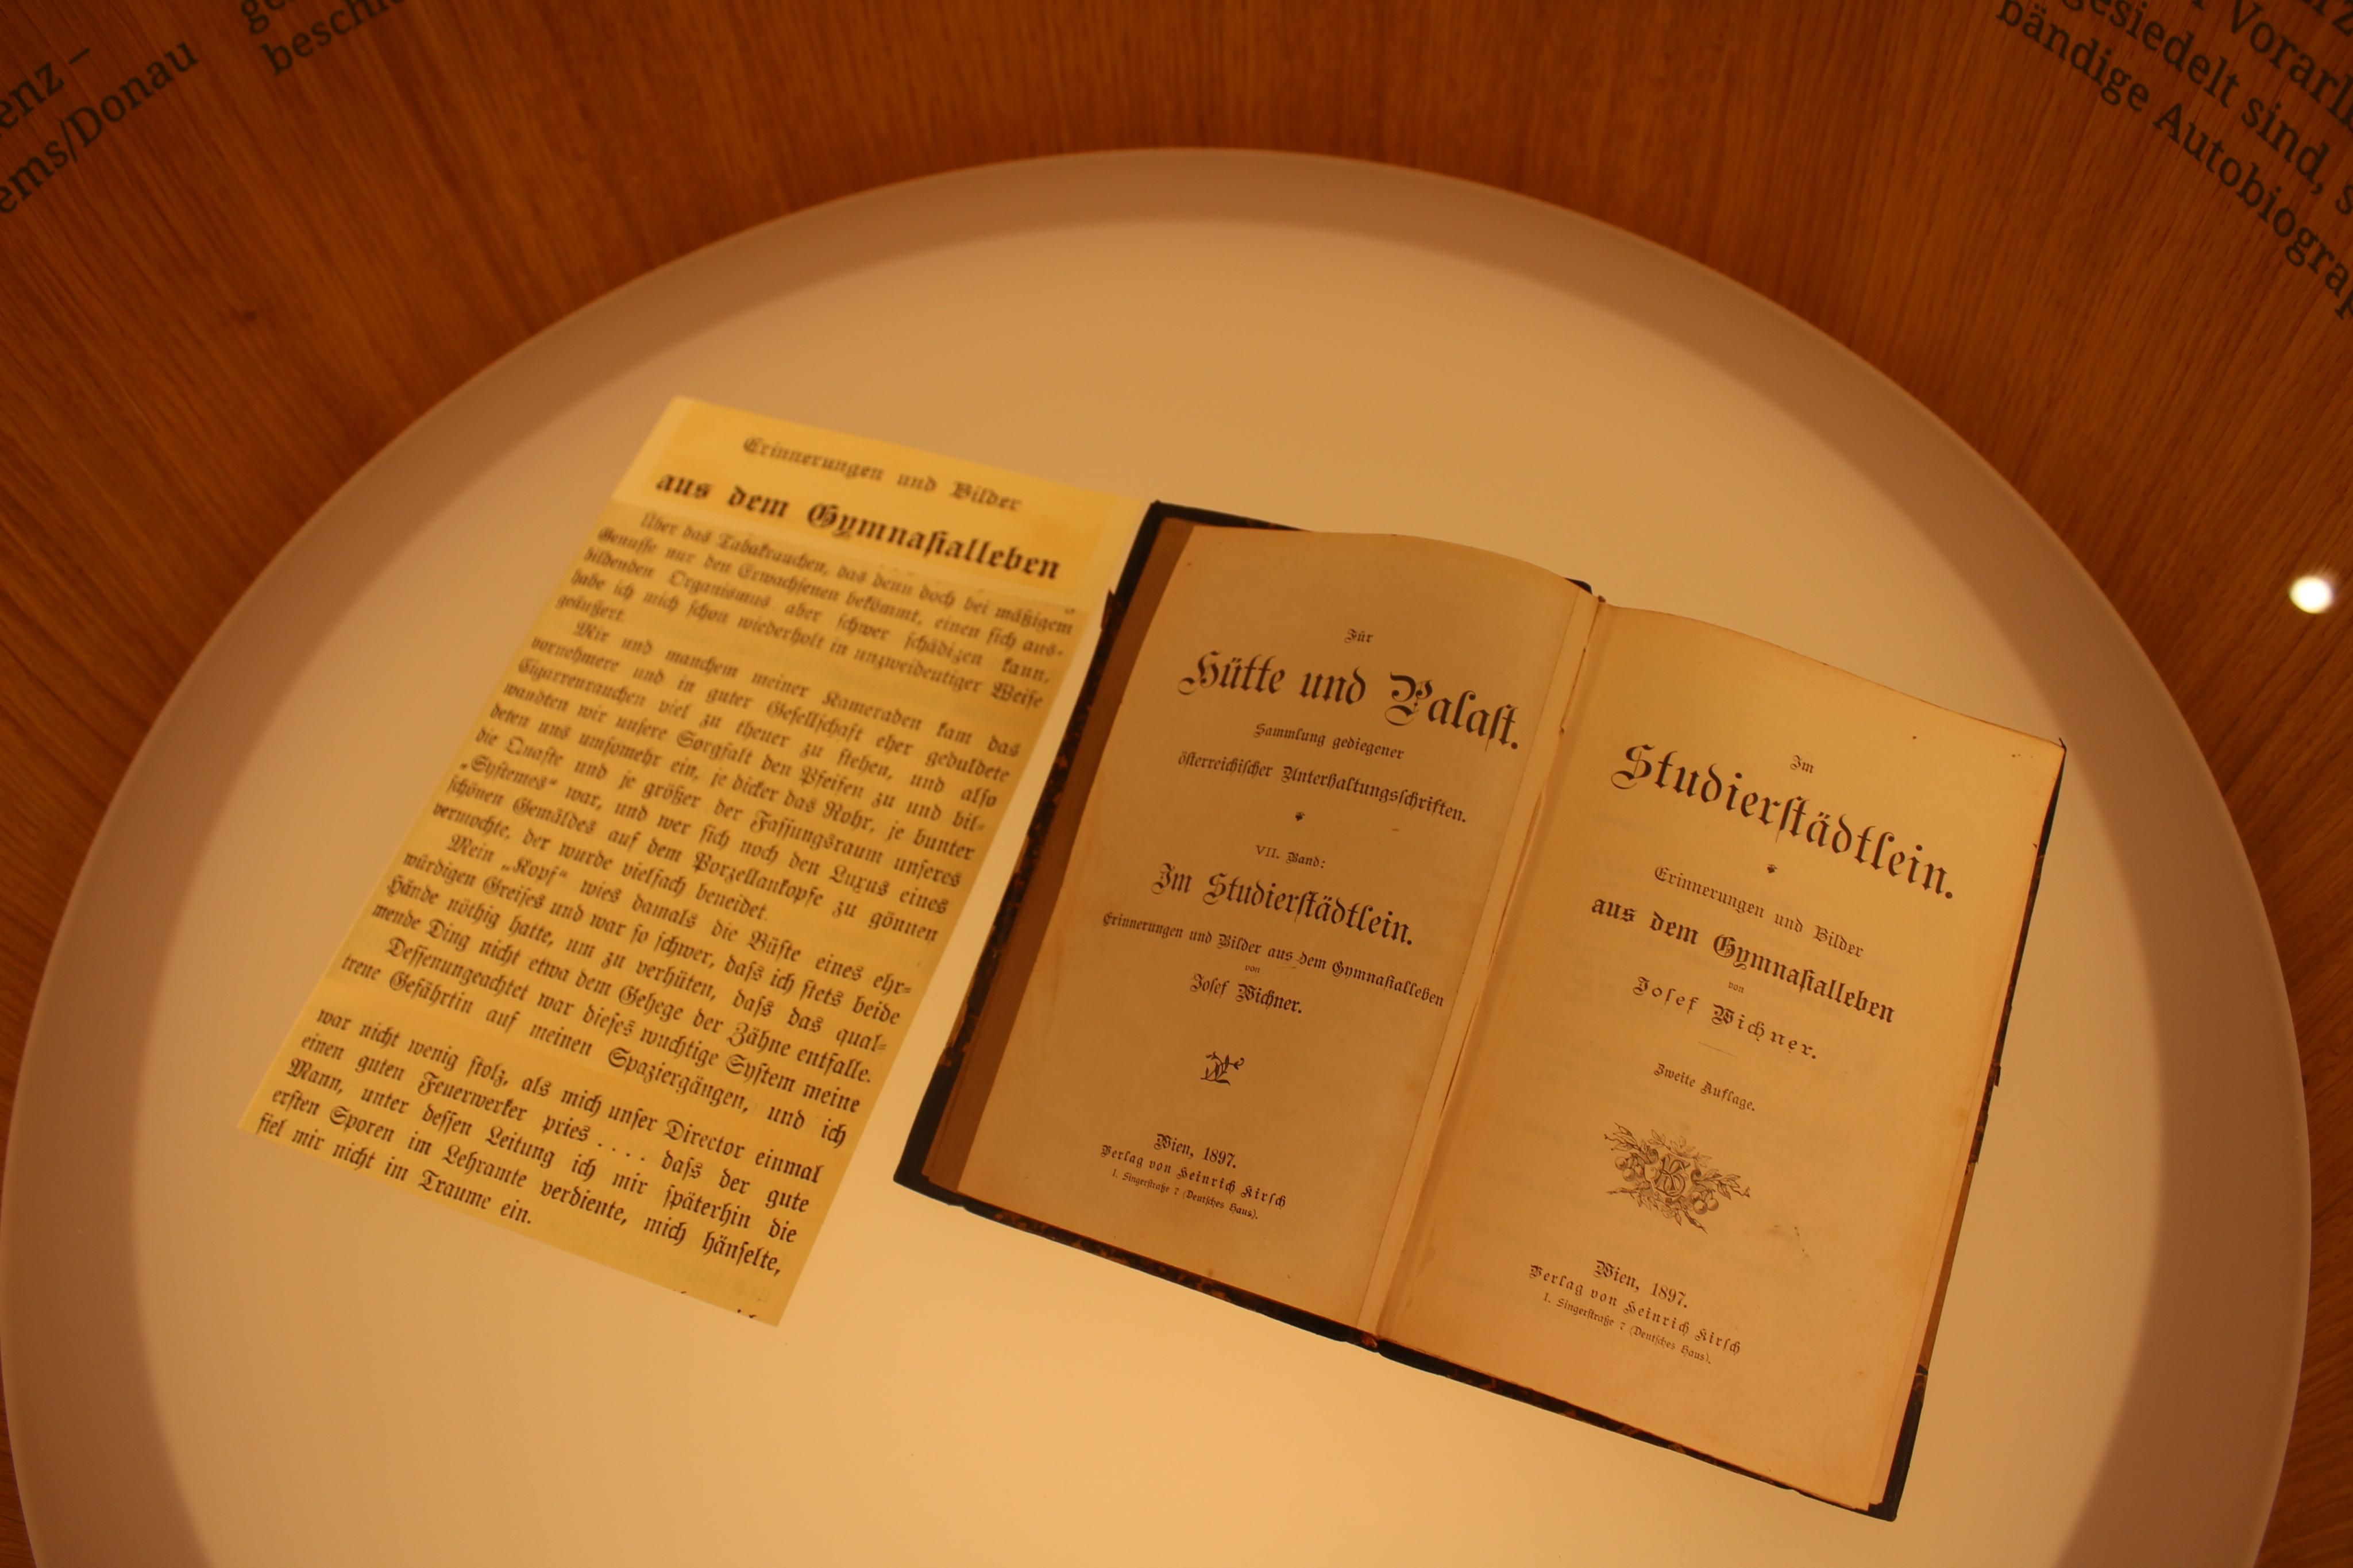 enz –
ems/Donau
beschi
r Vorarl
gesiedelt sind, s
bändige Autobiograp
Erinnerungen und Bilder
aus dem Gymnaſialleben
Über das Tabakrauchen, das denn doch bei mäßigem
Genuſſe nur den Erwachſenen bekömmt, einen ſich aus-
bildenden Organismus aber ſchwer ſchädigen kann,
habe ich mich ſchon wiederholt in unzweideutiger Weiſe
geäußert.
Mir und manchem meiner Kameraden kam das
vornehmere und in guter Geſellſchaft eher geduldete
Cigarrenrauchen viel zu theuer zu ſtehen, und alſo
wandten wir unſere Sorgfalt den Pfeifen zu und bil-
deten uns umſomehr ein, je dicker das Rohr, je bunter
die Quaſte und je größer der Faſſungsraum unſeres
„Syſtemes“ war, und wer ſich noch den Luxus eines
ſchönen Gemäldes auf dem Porzellankopfe zu gönnen
vermochte, der wurde vielfach beneidet.
Mein „Kopf“ wies damals die Büſte eines ehr-
würdigen Greiſes und war ſo ſchwer, daſs ich ſtets beide
Hände nöthig hatte, um zu verhüten, daſs das qual-
mende Ding nicht etwa dem Gehege der Zähne entfalle.
Deſſenungeachtet war dieſes wuchtige Syſtem meine
treue Gefährtin auf meinen Spaziergängen, und ich
war nicht wenig ſtolz, als mich unſer Director einmal
einen guten Feuerwerker pries . . . . daſs der gute
Mann, unter deſſen Leitung ich mir ſpäterhin die
erſten Sporen im Lehramte verdiente, mich hänſelte,
fiel mir nicht im Traume ein.
Für
Hütte und Palaſt.
Sammlung gediegener
öſterreichiſcher Unterhaltungsſchriften.
VII. Band:
Im Studierſtädtlein.
Erinnerungen und Bilder aus dem Gymnaſialleben
von
Joſef Wichner.
Wien, 1897.
Verlag von Heinrich Kirſch
I. Singerſtraße 7 (Deutſches Haus).
Im
Studierſtädtlein.
Erinnerungen und Bilder
aus dem Gymnaſialleben
von
Joſef Wichner.
Zweite Auflage.
Wien, 1897.
Verlag von Heinrich Kirſch
I. Singerſtraße 7 (Deutſches Haus).